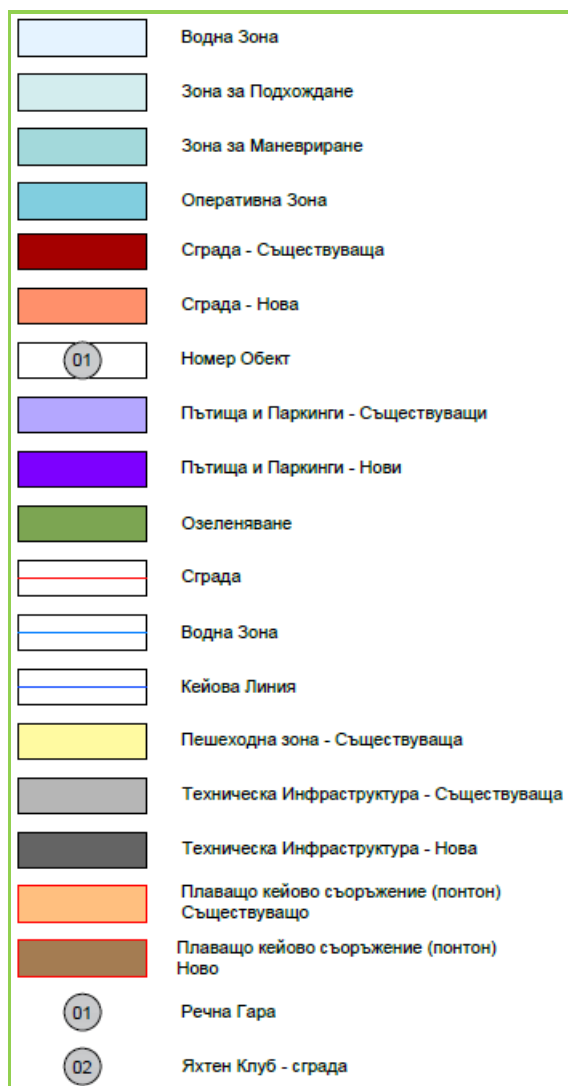 Водна Зона
Зона за Подхождане
Зона за Маневриране
Оперативна Зона
Сграда - Съществуваща
Сграда - Нова
01 Номер Обект
Пътища и Паркинги - Съществуващи
Пътища и Паркинги - Нови
Озеленяване
Сграда
Водна Зона
Кейова Линия
Пешеходна зона - Съществуваща
Техническа Инфраструктура - Съществуваща
Техническа Инфраструктура - Нова
Плаващо кейово съоръжение (понтон)
Съществуващо
Плаващо кейово съоръжение (понтон)
Ново
01 Речна Гара
02 Яхтен Клуб - сграда